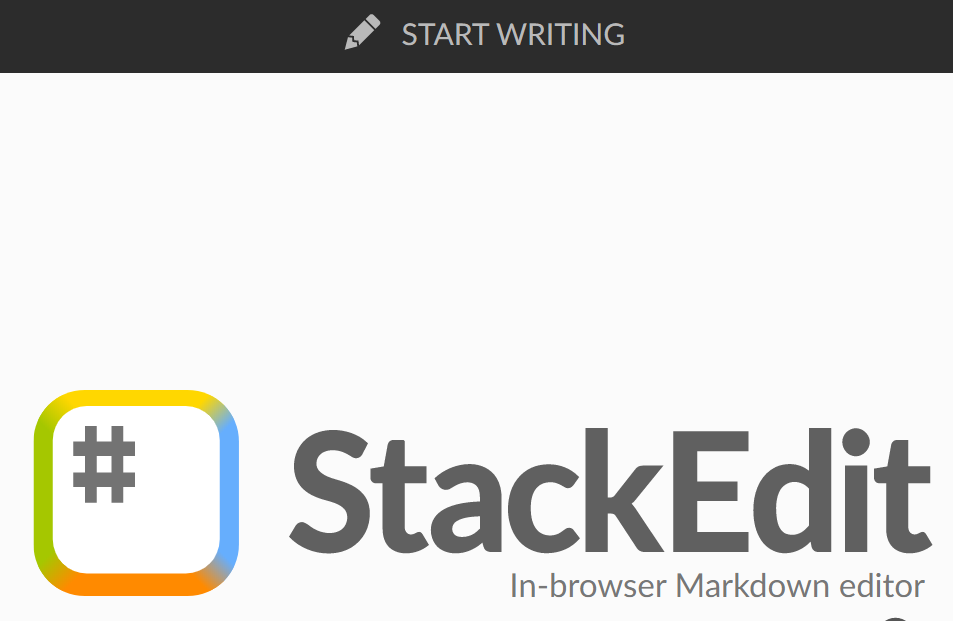 START WRITING
#
StackEdit
In-browser Markdown editor